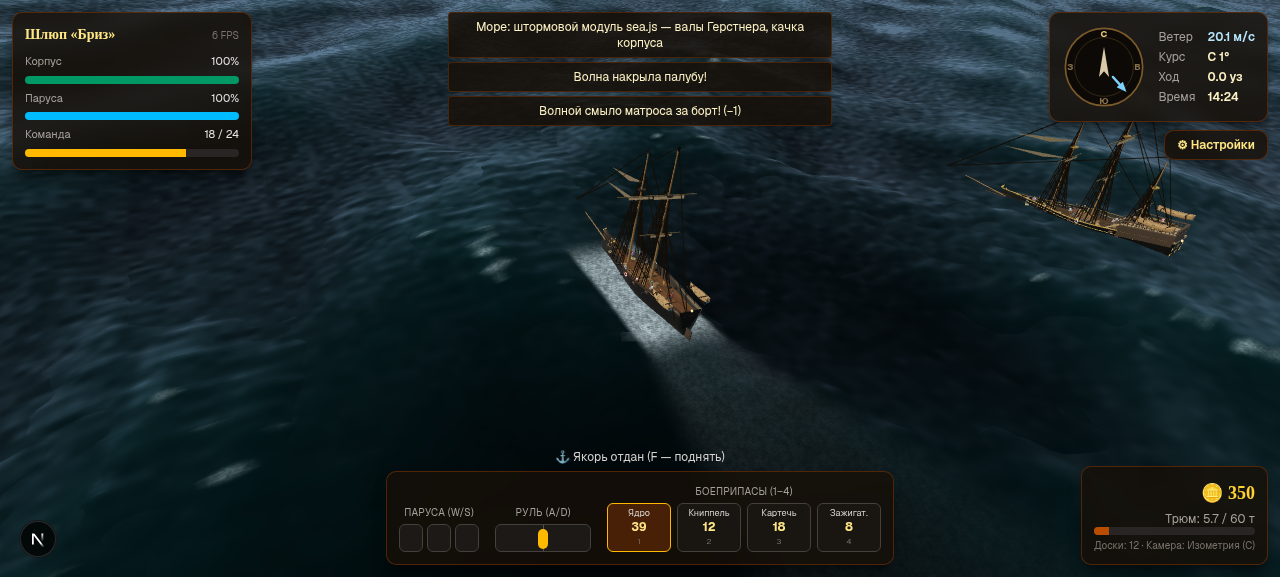 Шлюп «Бриз»
6 FPS
Корпус
100%
Паруса
100%
Команда
18 / 24
Море: штормовой модуль sea.js — валы Герстнера, качка
корпуса
Волна накрыла палубу!
Волной смыло матроса за борт! (−1)
С
З
В
Ю
Ветер 20.1 м/с
Курс С 1°
Ход 0.0 уз
Время 14:24
⚙ Настройки
⚓ Якорь отдан (F — поднять)
ПАРУСА (W/S)
РУЛЬ (A/D)
БОЕПРИПАСЫ (1–4)
Ядро
39
1
Книппель
12
2
Картечь
18
3
Зажигат.
8
4
🪙 350
Трюм: 5.7 / 60 т
Доски: 12 · Камера: Изометрия (C)
N